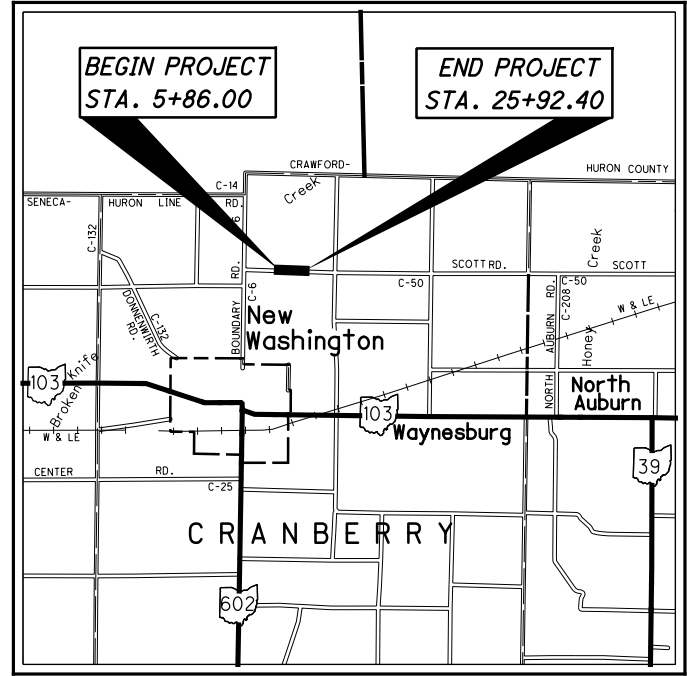 BEGIN PROJECT
STA. 5+86.00
END PROJECT
STA. 25+92.40
CRAWFORD-
HURON COUNTY
C-14
Creek
SENECA-
HURON LINE RD.
C-132
6
RD.
SCOTT RD.
SCOTT
Creek
C-50
C-50
C-6
C-208
W & LE
DONNENWIRTH
RD.
C-132
BOUNDARY
New
Washington
NORTH AUBURN RD.
Honey
103
Broken Knife
North
Auburn
103
Waynesburg
W & LE
CENTER RD.
C-25
39
CRANBERRY
602